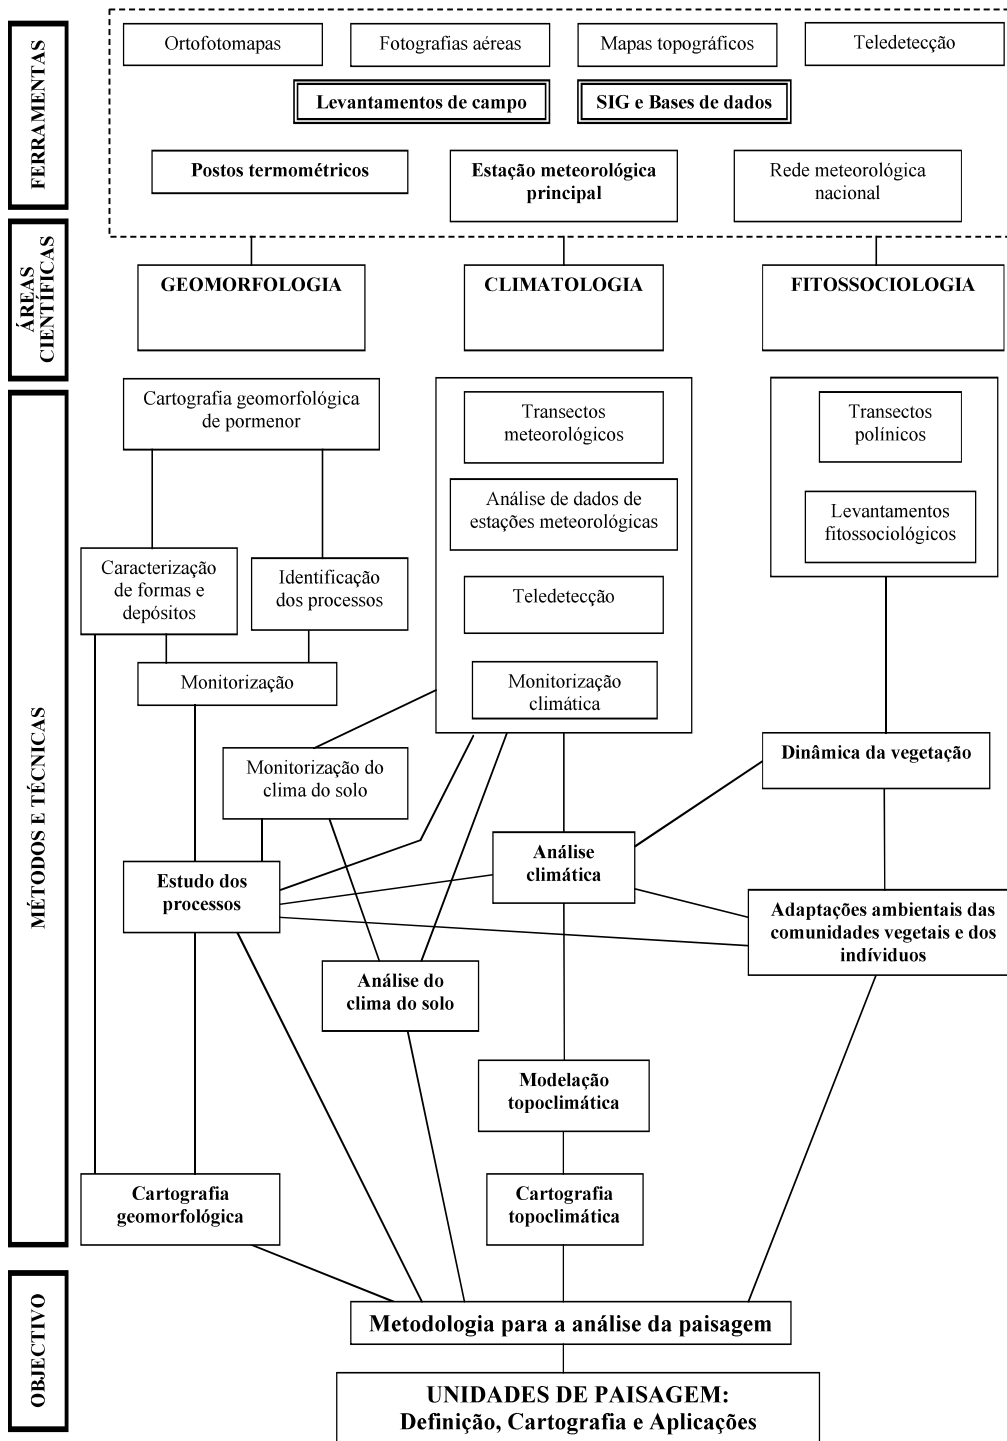 FERRAMENTAS
Ortofotomapas
Fotografias aéreas
Mapas topográficos
Teledetecção
Levantamentos de campo
SIG e Bases de dados
Postos termométricos
Estação meteorológica
principal
Rede meteorológica
nacional
ÁREAS
CIENTÍFICAS
GEOMORFOLOGIA
CLIMATOLOGIA
FITOSSOCIOLOGIA
MÉTODOS E TÉCNICAS
Cartografia geomorfológica
de pormenor
Transectos
meteorológicos
Transectos
polínicos
Análise de dados de
estações meteorológicas
Levantamentos
fitossociológicos
Caracterização
de formas e
depósitos
Identificação
dos processos
Teledetecção
Monitorização
Monitorização
climática
Monitorização do
clima do solo
Dinâmica da vegetação
Estudo dos
processos
Análise
climática
Adaptações ambientais das
comunidades vegetais e dos
indíviduos
Análise do
clima do solo
Modelação
topoclimática
Cartografia
geomorfológica
Cartografia
topoclimática
OBJECTIVO
Metodologia para a análise da paisagem
UNIDADES DE PAISAGEM:
Definição, Cartografia e Aplicações